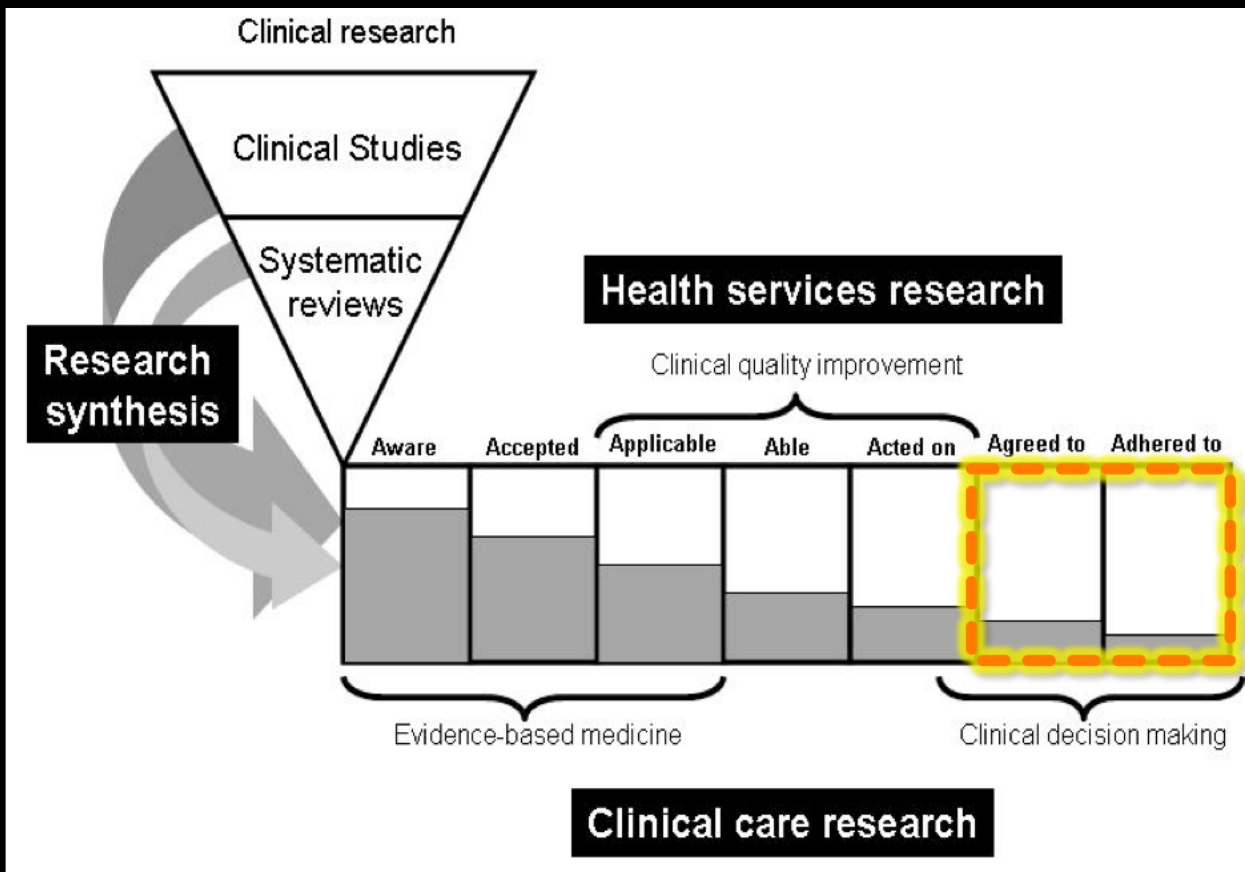 Clinical research
Clinical Studies
Systematic
reviews
Research
synthesis
Health services research
Clinical quality improvement
Aware
Accepted
Applicable
Able
Acted on
Agreed to
Adhered to
Evidence-based medicine
Clinical decision making
Clinical care research